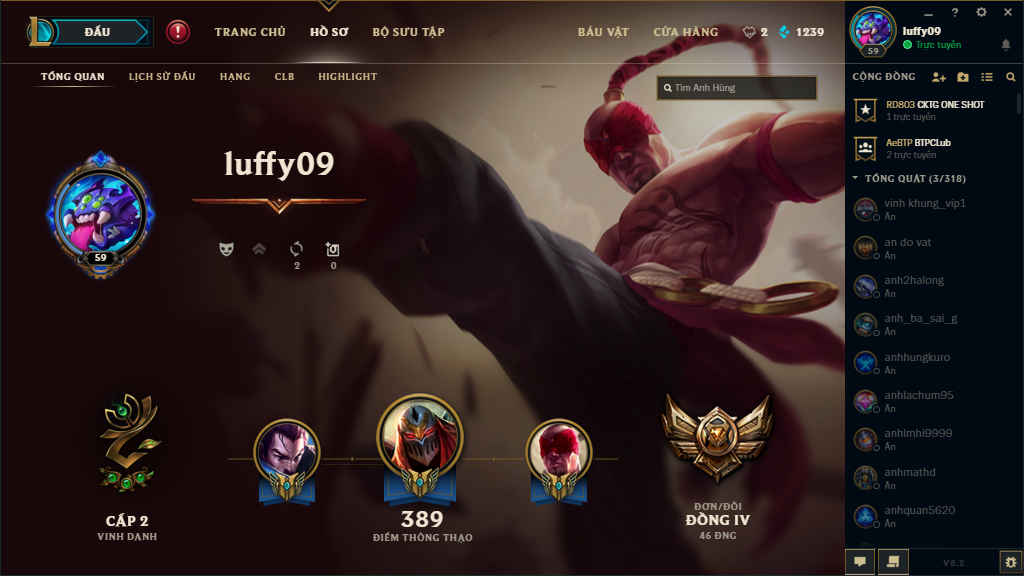 ĐẤU
TRANG CHỦ
HỒ SƠ
BỘ SƯU TẬP
BÁU VẬT
CỬA HÀNG
2
1239
59
luffy09
Trực tuyến
TỔNG QUAN
LỊCH SỬ ĐẤU
HẠNG
CLB
HIGHLIGHT
Tìm Anh Hùng
CỘNG ĐỒNG
RD803 CKTG ONE SHOT
1 trực tuyến
AeBTP BTPCLub
2 trực tuyến
TỔNG QUÁT (3/318)
vinh khung_vip1
Ẩn
an do vat
Ẩn
anh2halong
Ẩn
anh_ba_sai_g
Ẩn
anhhungkuro
Ẩn
anhlachum95
Ẩn
anhlmhi9999
Ẩn
anhmathd
Ẩn
anhquan5620
Ẩn
V8.2
luffy09
59
2
0
CẤP 2
VINH DANH
389
ĐIỂM THÔNG THẠO
ĐƠN/ĐÔI
ĐỒNG IV
46 ĐNG